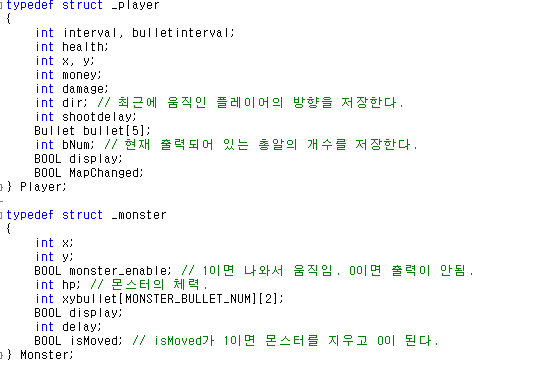 typedef struct _player
{
int interval, bulletinterval;
int health;
int x, y;
int money;
int damage;
int dir; // 최근에 움직인 플레이어의 방향을 저장한다.
int shootdelay;
Bullet bullet[5];
int bNum; // 현재 출력되어 있는 총알의 개수를 저장한다.
BOOL display;
BOOL MapChanged;
} Player;
typedef struct _monster
{
int x;
int y;
BOOL monster_enable; // 1이면 나와서 움직임. 0이면 출력이 안됨.
int hp; // 몬스터의 체력.
int xybullet[MONSTER_BULLET_NUM][2];
BOOL display;
int delay;
BOOL isMoved; // isMoved가 1이면 몬스터를 지우고 0이 된다.
} Monster;